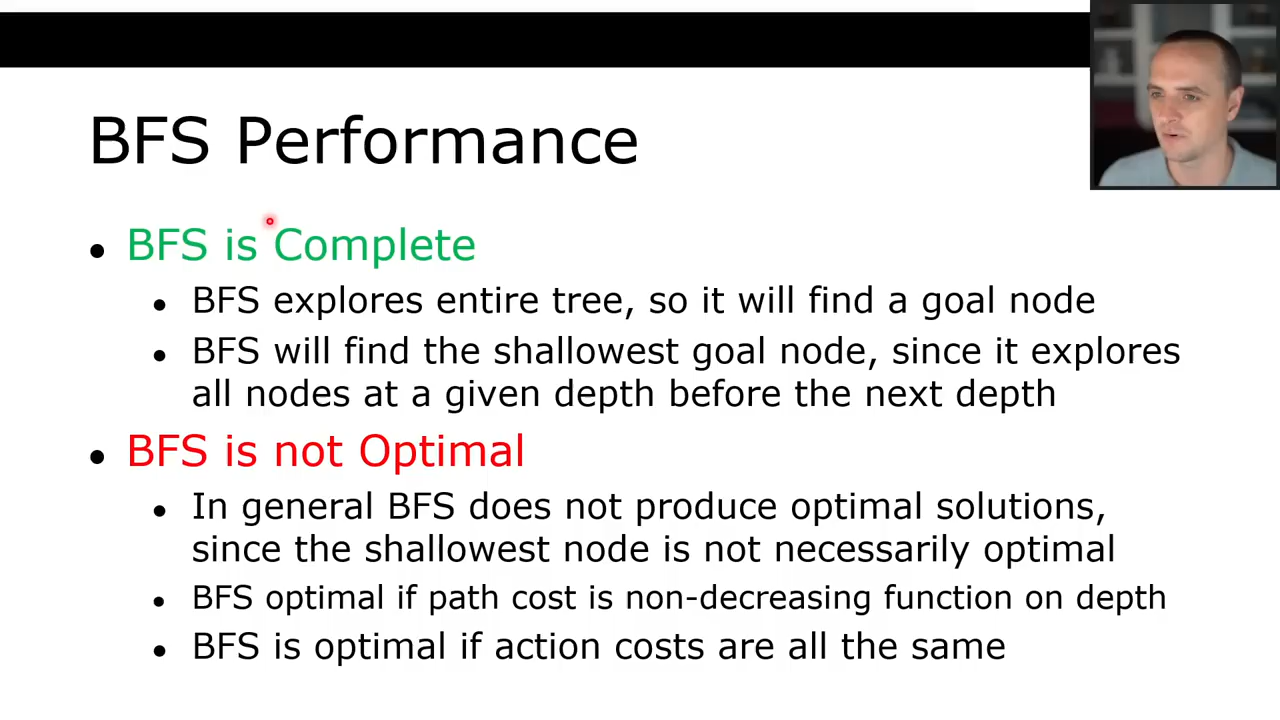 BFS Performance
• BFS is Complete
• BFS explores entire tree, so it will find a goal node
• BFS will find the shallowest goal node, since it explores
all nodes at a given depth before the next depth
• BFS is not Optimal
• In general BFS does not produce optimal solutions,
since the shallowest node is not necessarily optimal
• BFS optimal if path cost is non-decreasing function on depth
• BFS is optimal if action costs are all the same